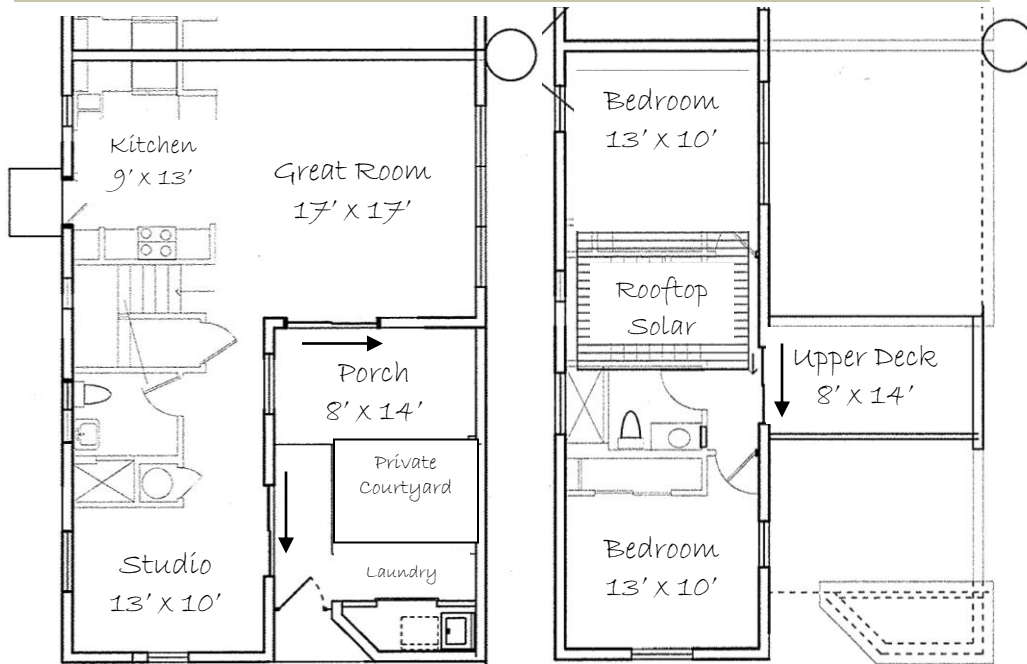 Kitchen
9' X 13'
Great Room
17' X 17'
Porch
8' X 14'
Private
Courtyard
Laundry
Studio
13' X 10'
Bedroom
13' X 10'
Rooftop
Solar
Upper Deck
8' X 14'
Bedroom
13' X 10'